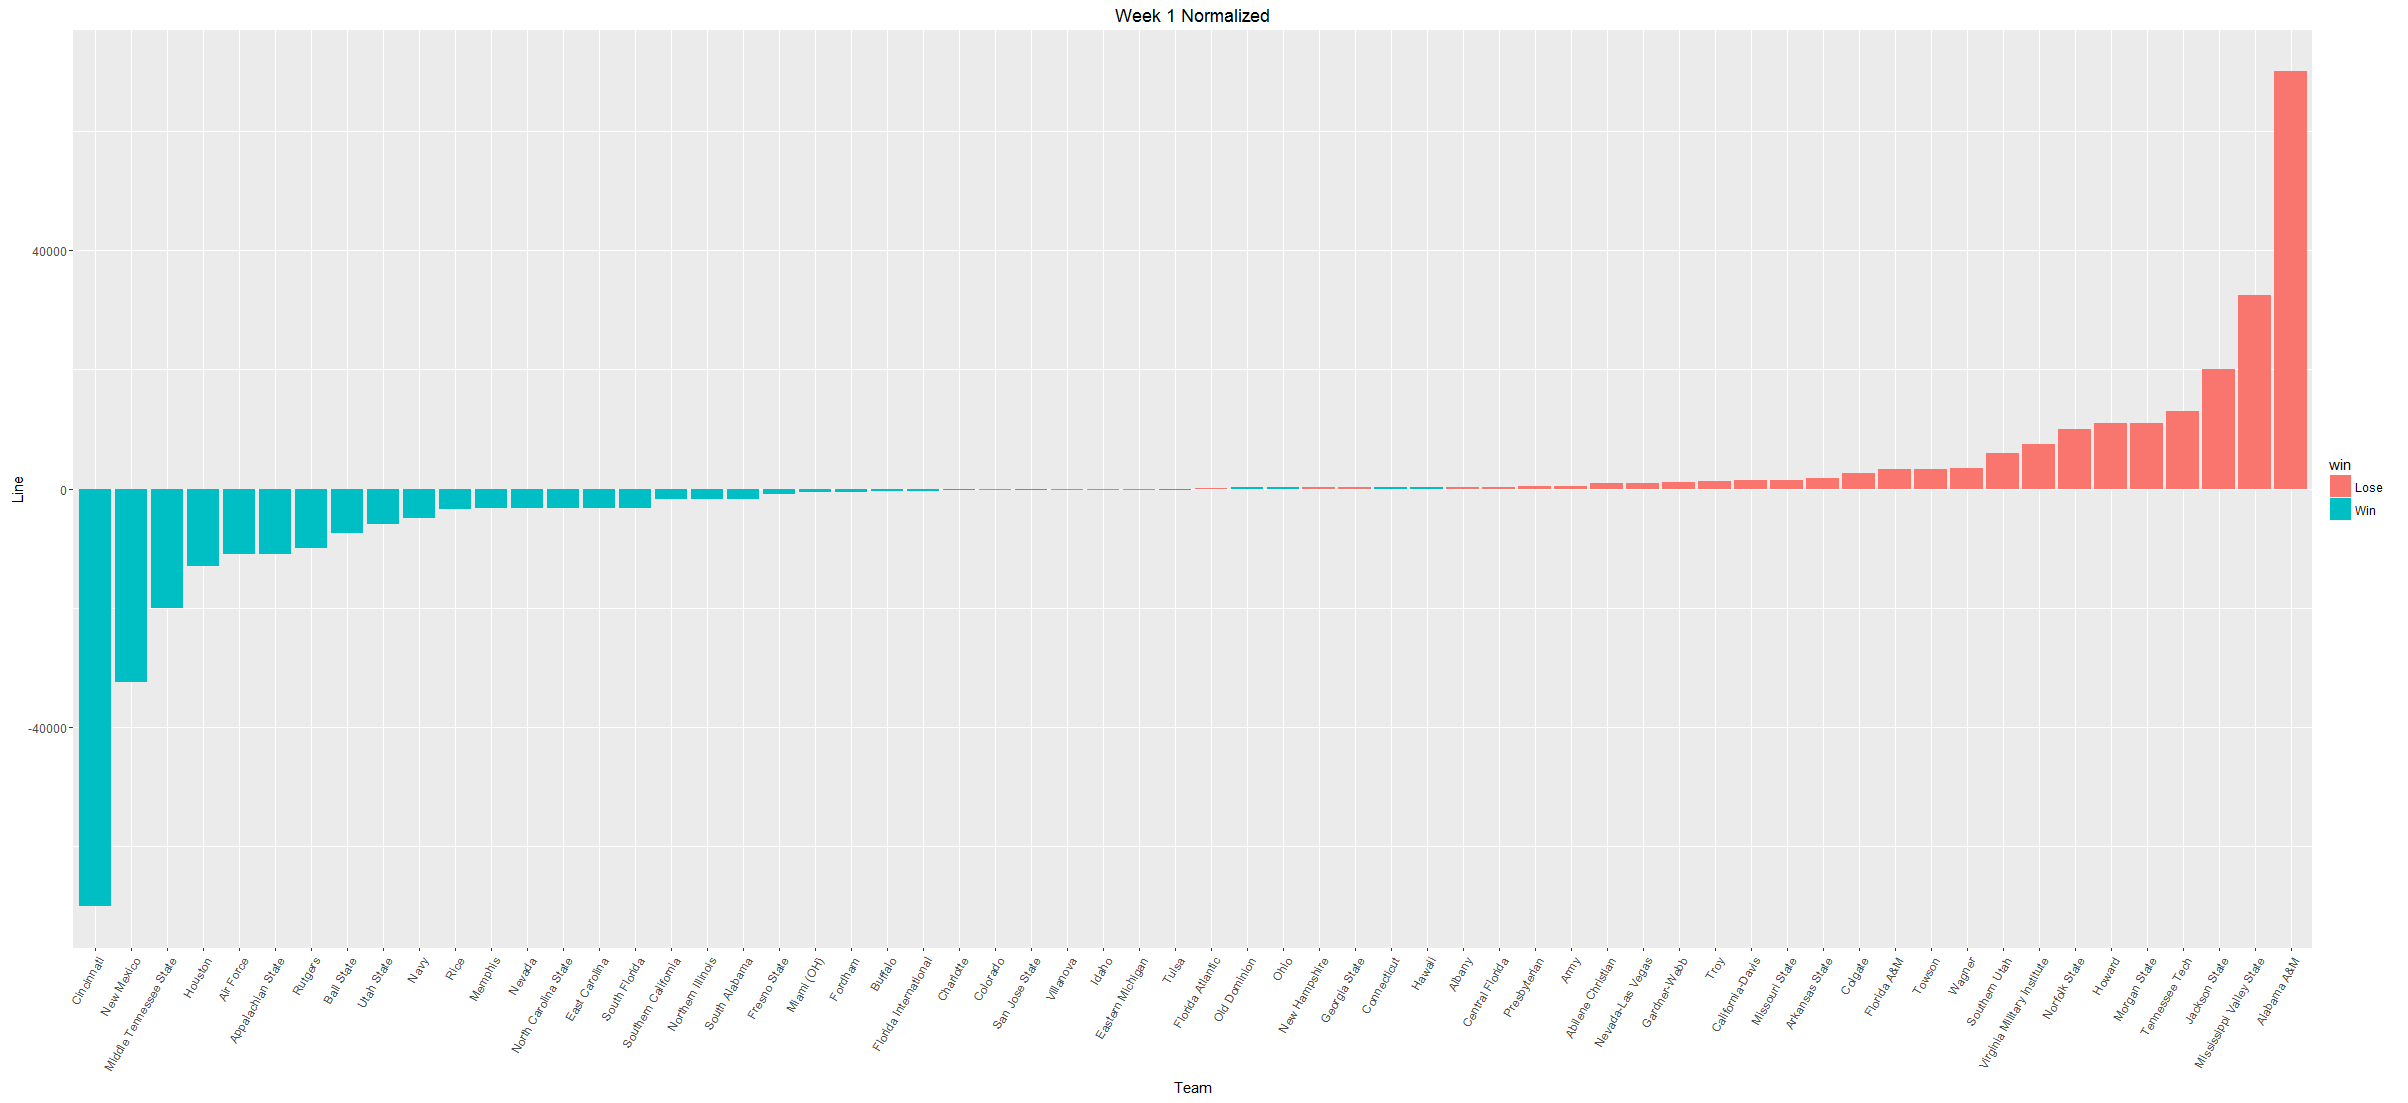 Week 1 Normalized
Line
40000
0
-40000
Cincinnati
New Mexico
Middle Tennessee State
Houston
Air Force
Appalachian State
Rutgers
Ball State
Utah State
Navy
Rice
Memphis
Nevada
North Carolina State
East Carolina
South Florida
Southern California
Northern Illinois
South Alabama
Fresno State
Miami (OH)
Fordham
Buffalo
Florida International
Charlotte
Colorado
San Jose State
Villanova
Idaho
Eastern Michigan
Tulsa
Florida Atlantic
Old Dominion
Ohio
New Hampshire
Georgia State
Connecticut
Hawaii
Albany
Central Florida
Presbyterian
Army
Abilene Christian
Nevada-Las Vegas
Gardner-Webb
Troy
California-Davis
Missouri State
Arkansas State
Colgate
Florida A&M
Towson
Wagner
Southern Utah
Virginia Military Institute
Norfolk State
Howard
Morgan State
Tennessee Tech
Jackson State
Mississippi Valley State
Alabama A&M
Team
win
Lose
Win